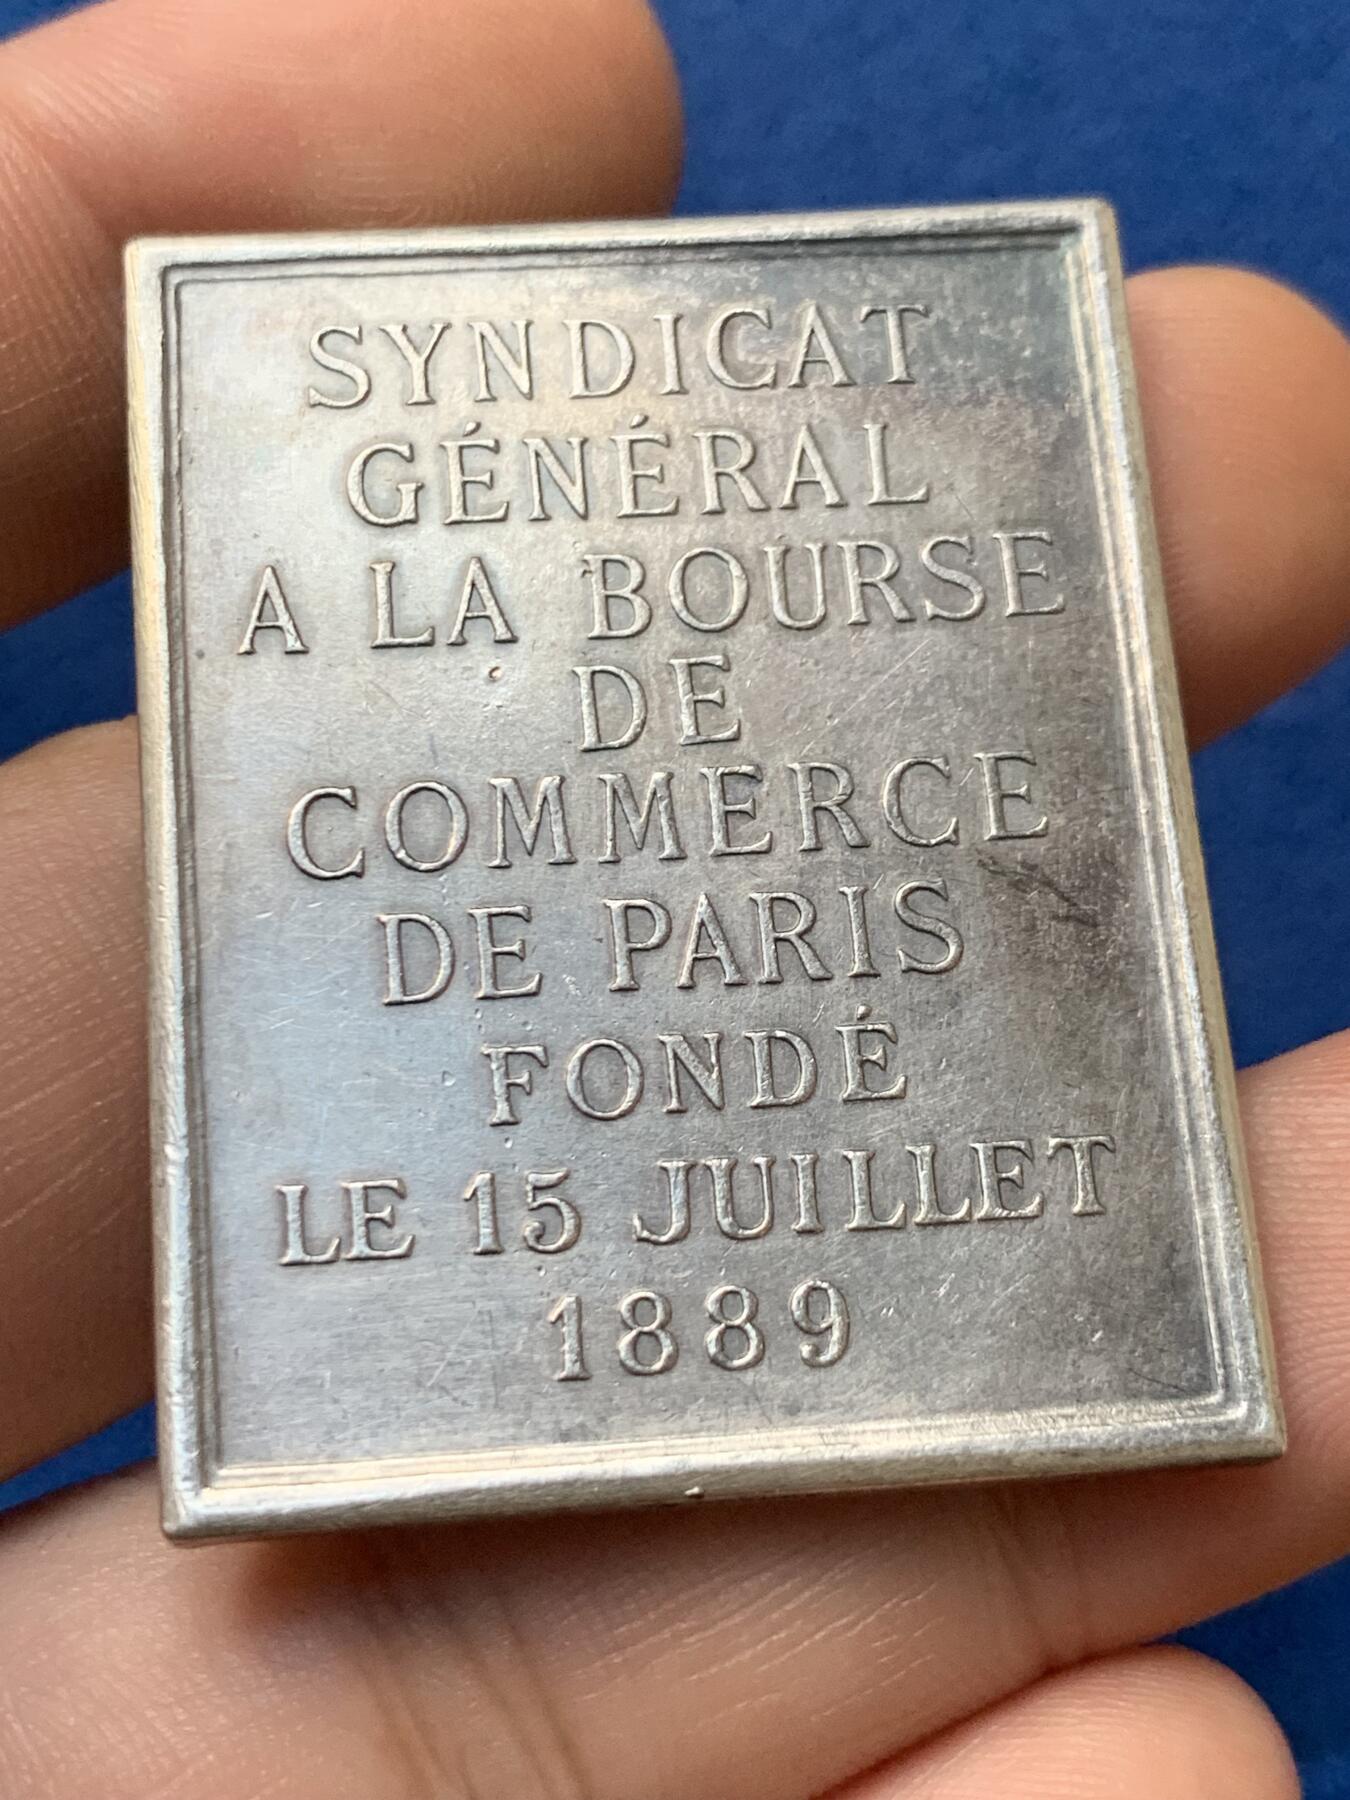 SYNDICAT
GÉNÉRAL
A LA BOURSE
DE
COMMERCE
DE PARIS
FONDÉ
LE 15 JUILLET
1889